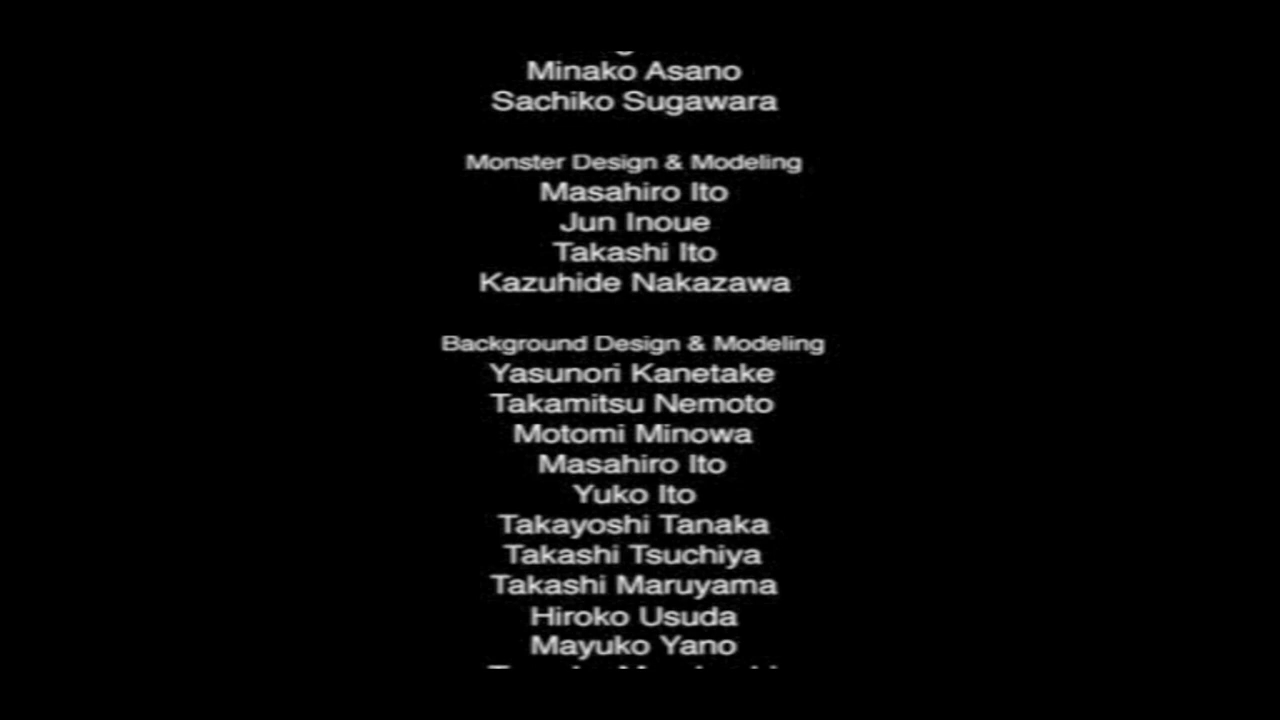 Minako Asano
Sachiko Sugawara
Monster Design & Modeling
Masahiro Ito
Jun Inoue
Takashi Ito
Kazuhide Nakazawa
Background Design & Modeling
Yasunori Kanetake
Takamitsu Nemoto
Motomi Minowa
Masahiro Ito
Yuko Ito
Takayoshi Tanaka
Takashi Tsuchiya
Takashi Maruyama
Hiroko Usuda
Mayuko Yano